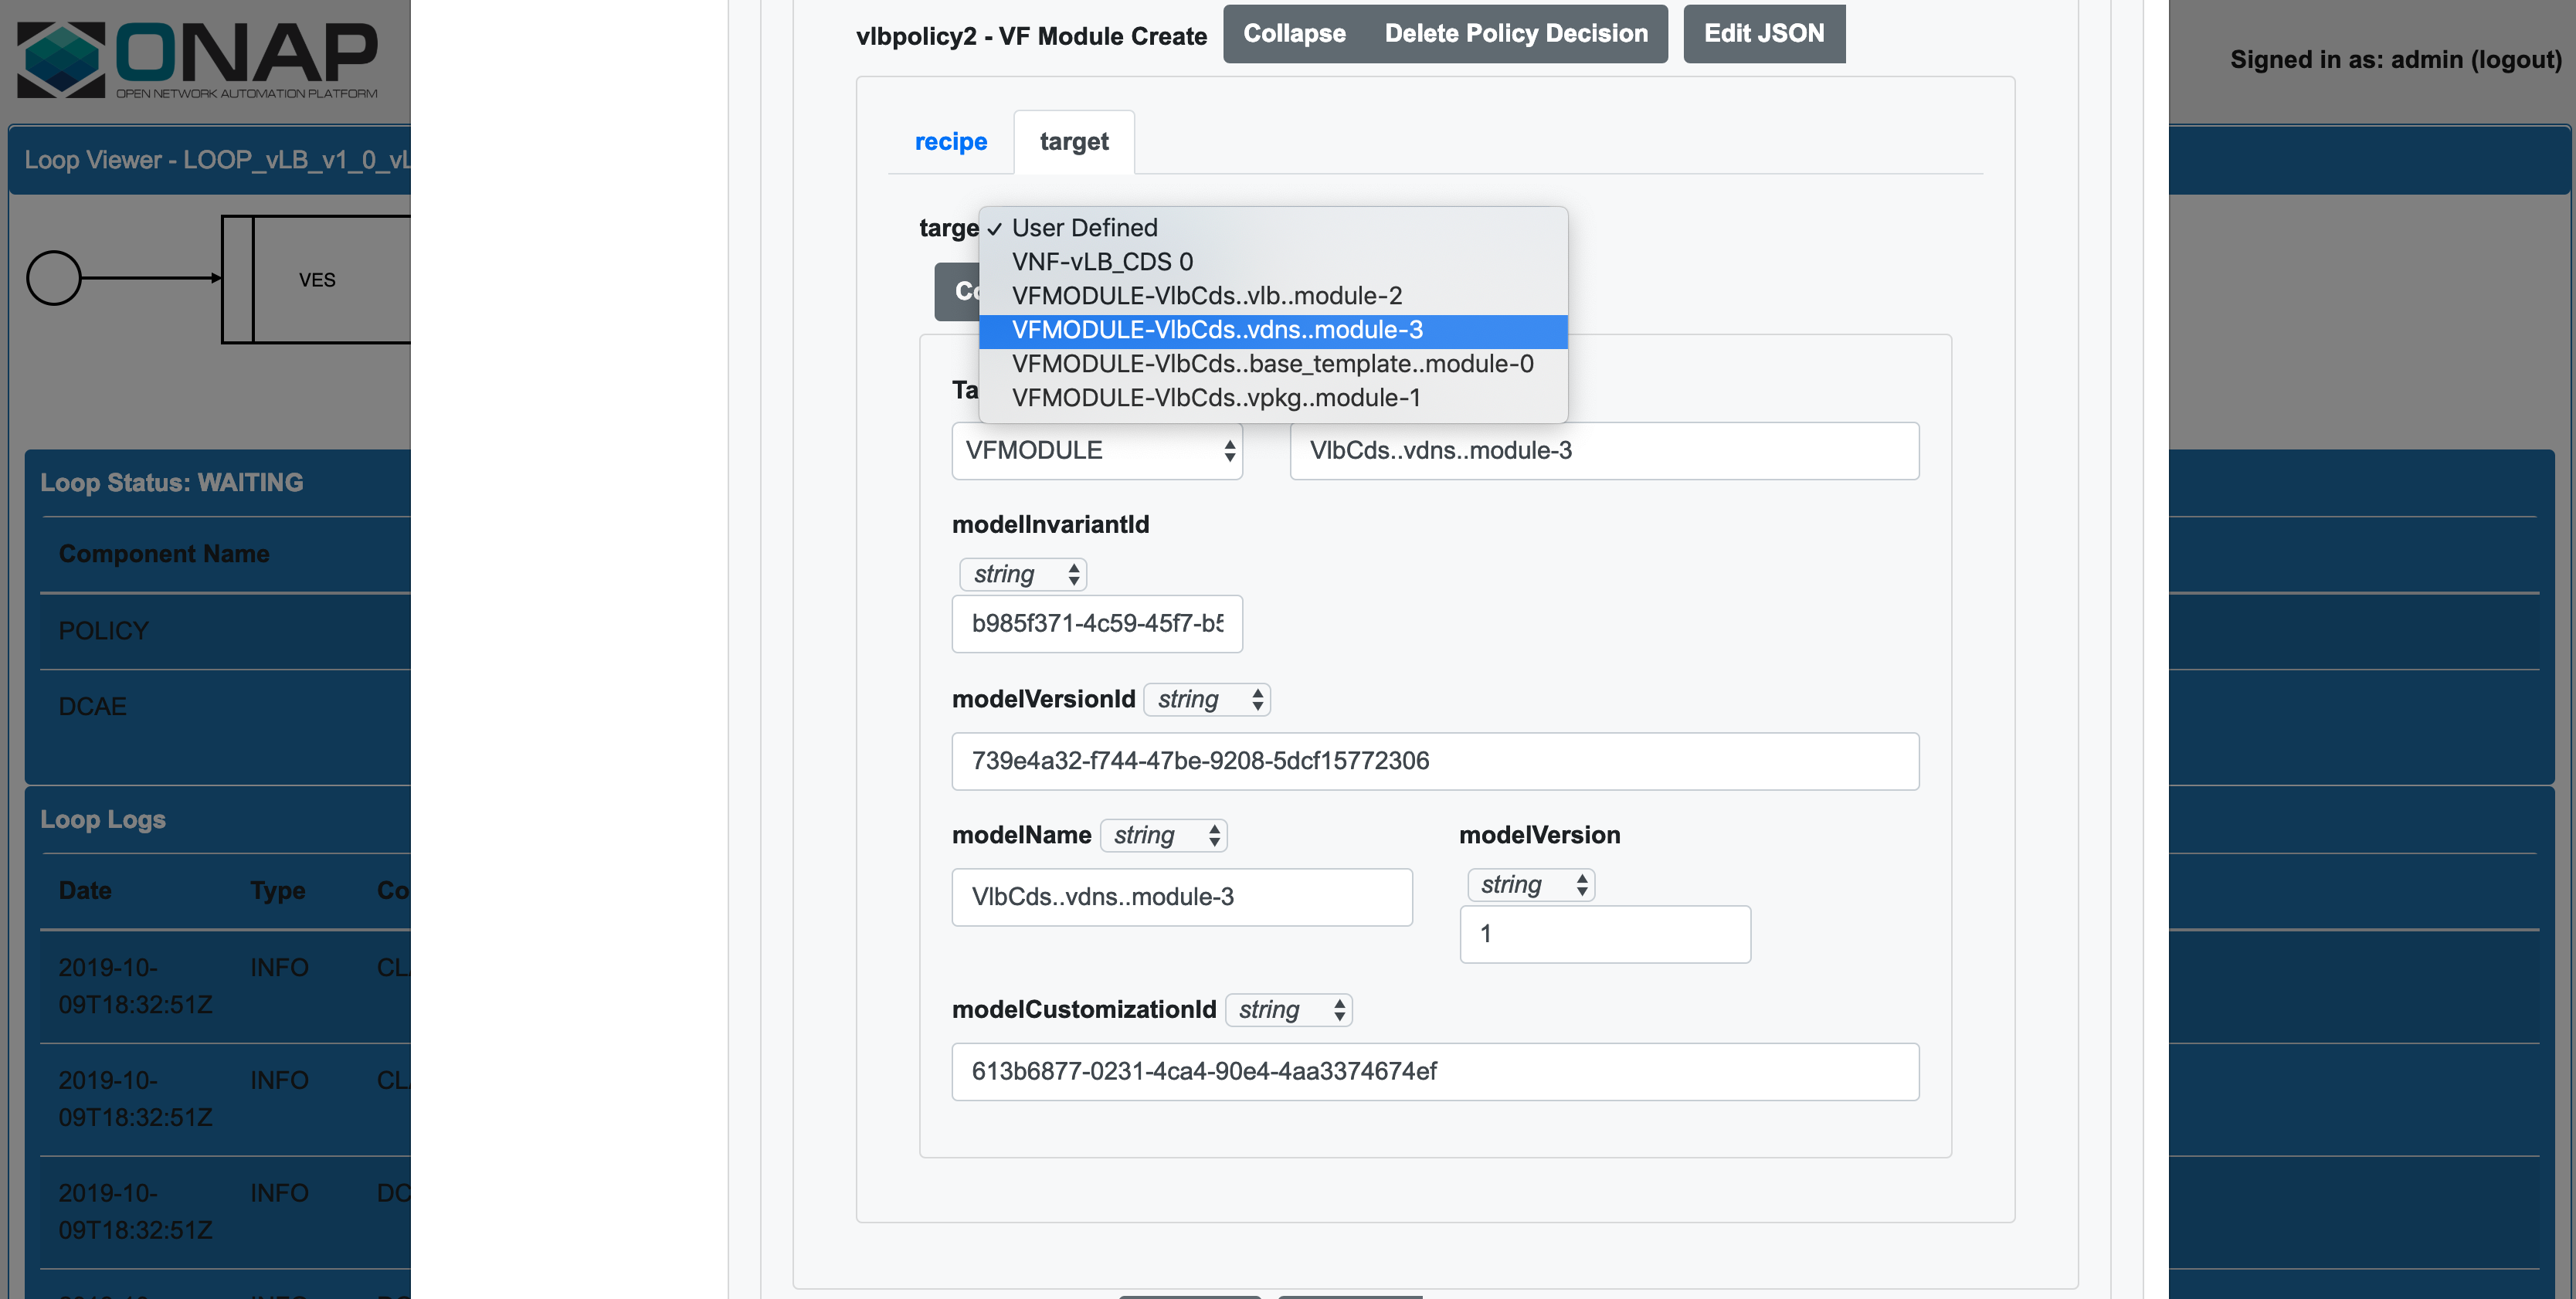 ONAP
OPEN NETWORK AUTOMATION PLATFORM
Signed in as: admin (logout)
Loop Viewer - LOOP_vLB_v1_0_vL
VES
Loop Status: WAITING
Component Name
POLICY
DCAE
Loop Logs
Date Type Co
2019-10-09T18:32:51Z INFO CL
2019-10-09T18:32:51Z INFO CL
2019-10-09T18:32:51Z INFO DC
vlbpolicy2 - VF Module Create Collapse Delete Policy Decision Edit JSON
recipe target
targe
✓ User Defined
VNF-vLB_CDS 0
VFMODULE-VlbCds..vlb..module-2
VFMODULE-VlbCds..vdns..module-3
VFMODULE-VlbCds..base_template..module-0
VFMODULE-VlbCds..vpkg..module-1
Co
Ta
VFMODULE VlbCds..vdns..module-3
modelInvariantId
string
b985f371-4c59-45f7-b5
modelVersionId string
739e4a32-f744-47be-9208-5dcf15772306
modelName string
VlbCds..vdns..module-3
modelVersion
string
1
modelCustomizationId string
613b6877-0231-4ca4-90e4-4aa3374674ef